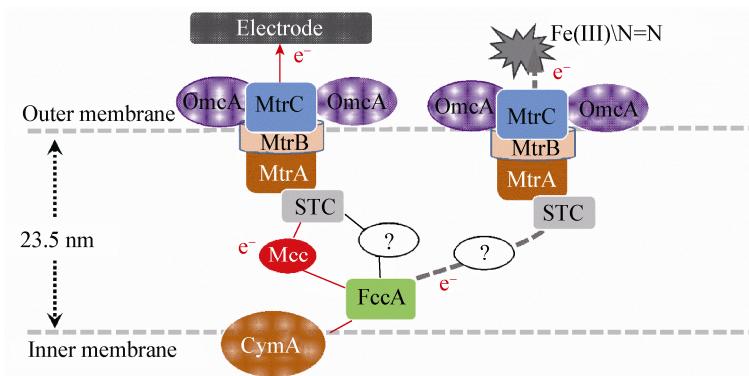 Electrode
e⁻
Fe(III)\N=N
e⁻
OmcA
MtrC
OmcA
OmcA
MtrC
OmcA
Outer membrane
MtrB
MtrB
MtrA
MtrA
STC
STC
23.5 nm
e⁻
Mcc
?
?
e⁻
FccA
CymA
Inner membrane